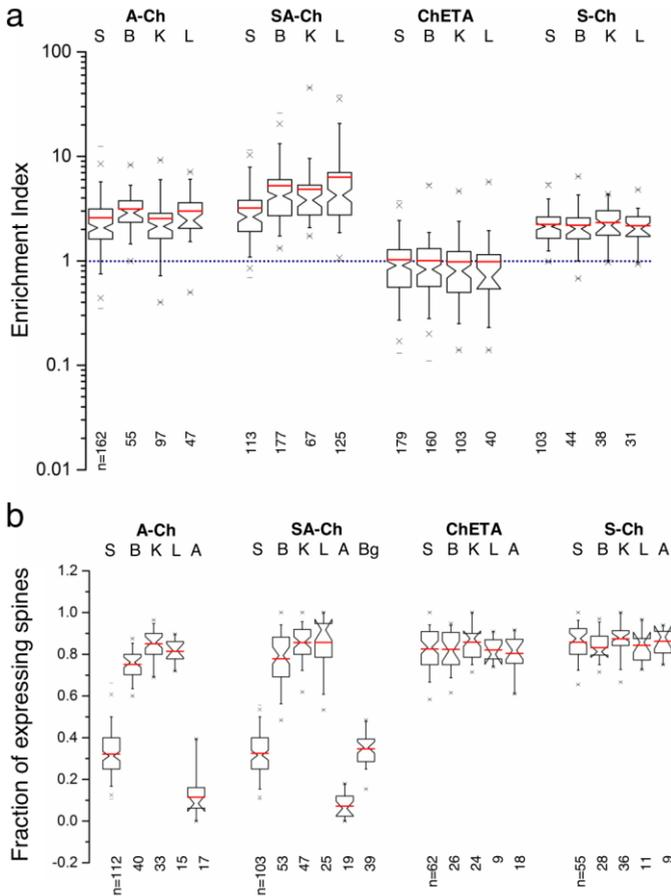 a
A-Ch SA-Ch ChETA S-Ch
S B K L S B K L S B K L S B K L
Enrichment Index
100
10
1
0.1
0.01
n=162 55 97 47 113 177 67 125 179 160 103 40 103 44 38 31
b
A-Ch SA-Ch ChETA S-Ch
S B K L A S B K L A Bg S B K L A S B K L A
Fraction of expressing spines
1.2
1.0
0.8
0.6
0.4
0.2
0.0
-0.2
n=112 40 33 15 17 n=103 53 47 25 19 39 n=62 26 24 9 18 n=55 28 36 11 9